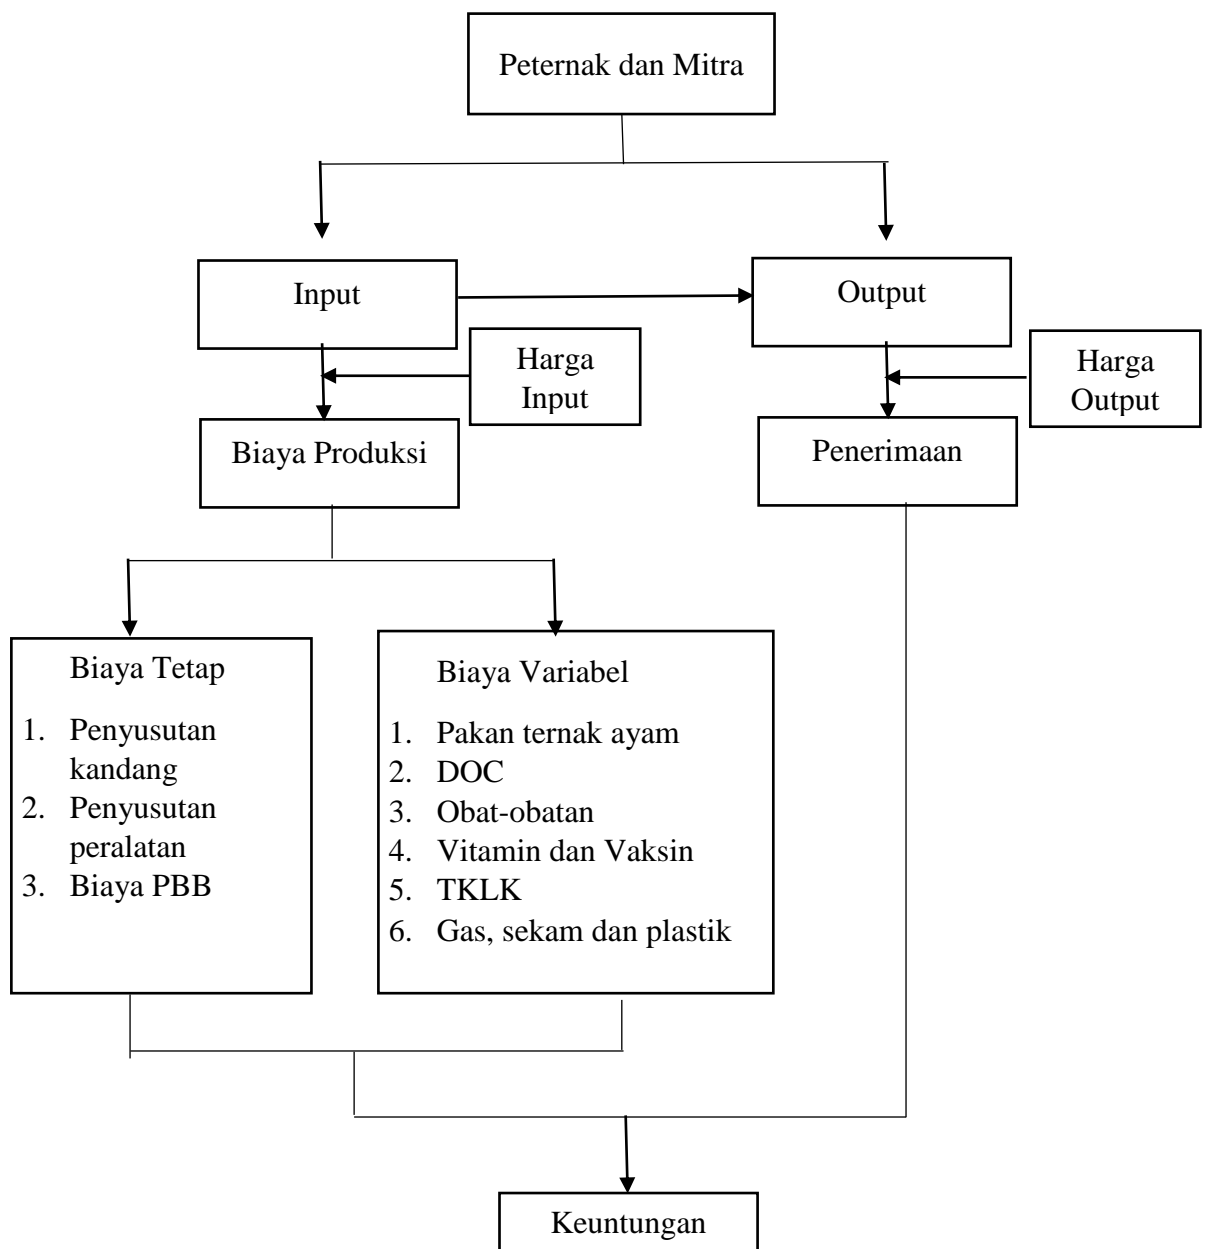 Peternak dan Mitra
Input
Output
Harga
Input
Harga
Output
Biaya Produksi
Penerimaan
Biaya Tetap
1. Penyusutan
kandang
2. Penyusutan
peralatan
3. Biaya PBB
Biaya Variabel
1. Pakan ternak ayam
2. DOC
3. Obat-obatan
4. Vitamin dan Vaksin
5. TKLK
6. Gas, sekam dan plastik
Keuntungan